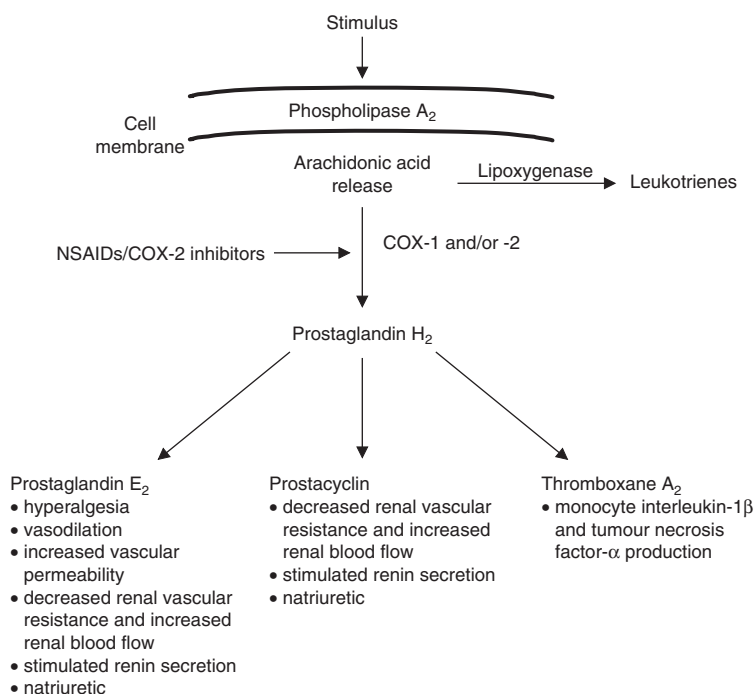 Stimulus
Phospholipase A₂
Cell
membrane
Arachidonic acid
release
Lipoxygenase
Leukotrienes
NSAIDs/COX-2 inhibitors
COX-1 and/or -2
Prostaglandin H₂
Prostaglandin E₂
• hyperalgesia
• vasodilation
• increased vascular
permeability
• decreased renal vascular
resistance and increased
renal blood flow
• stimulated renin secretion
• natriuretic
Prostacyclin
• decreased renal vascular
resistance and increased
renal blood flow
• stimulated renin secretion
• natriuretic
Thromboxane A₂
• monocyte interleukin-1β
and tumour necrosis
factor-α production